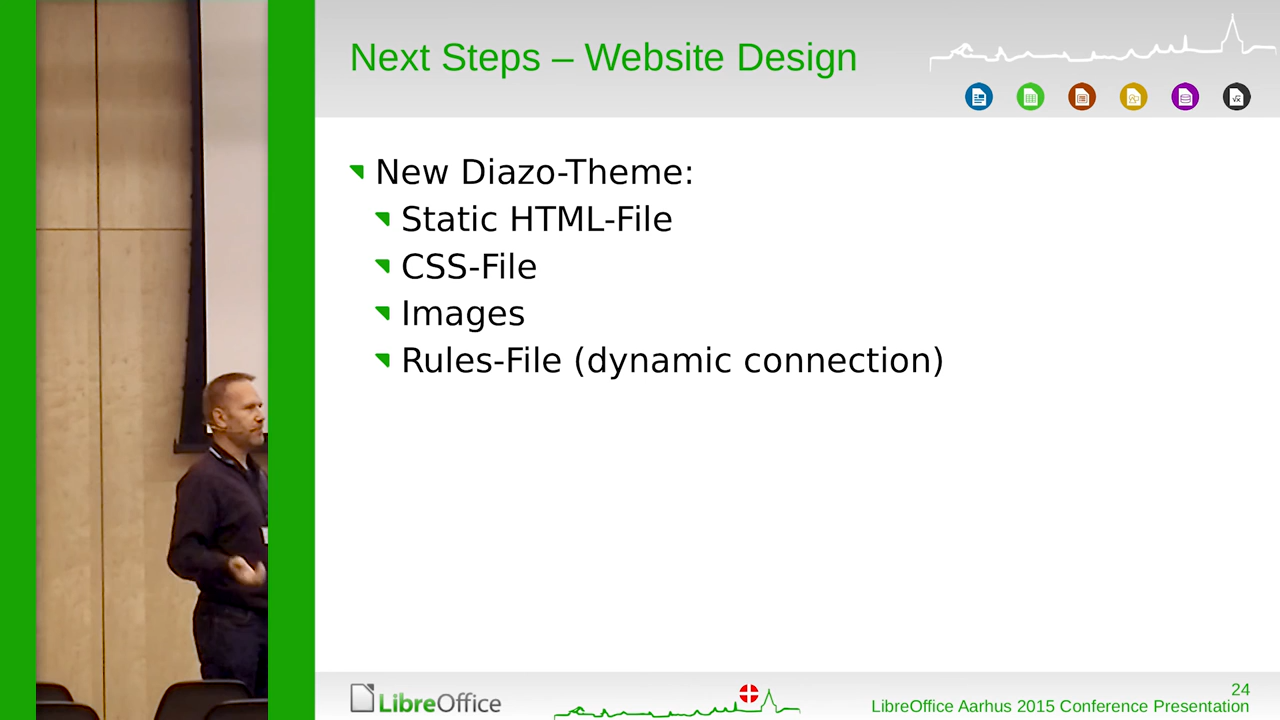 Next Steps – Website Design
New Diazo-Theme:
Static HTML-File
CSS-File
Images
Rules-File (dynamic connection)
LibreOffice
24
LibreOffice Aarhus 2015 Conference Presentation